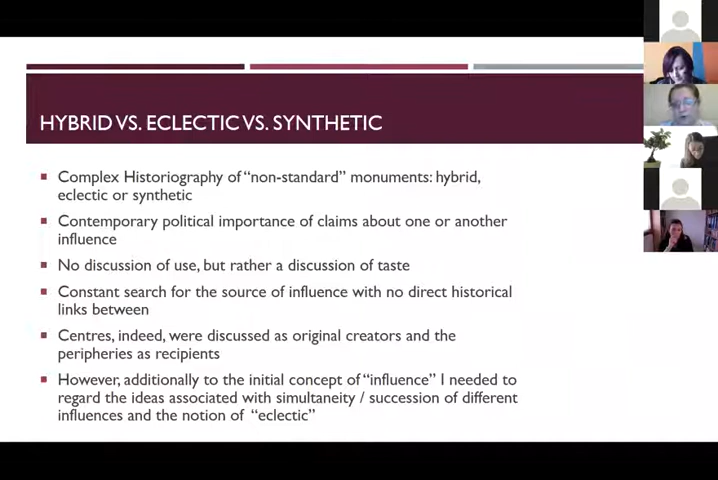 HYBRID VS. ECLECTIC VS. SYNTHETIC
Complex Historiography of “non-standard” monuments: hybrid,
eclectic or synthetic
Contemporary political importance of claims about one or another
influence
No discussion of use, but rather a discussion of taste
Constant search for the source of influence with no direct historical
links between
Centres, indeed, were discussed as original creators and the
peripheries as recipients
However, additionally to the initial concept of “influence” I needed to
regard the ideas associated with simultaneity / succession of different
influences and the notion of “eclectic”